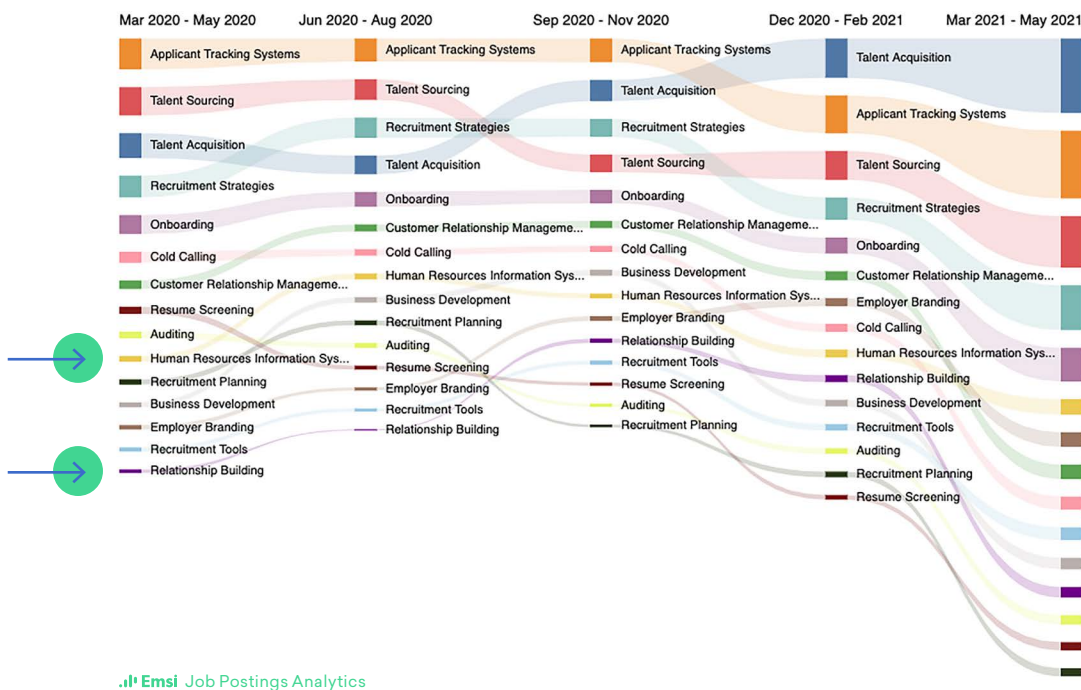 Mar 2020 - May 2020
Jun 2020 - Aug 2020
Sep 2020 - Nov 2020
Dec 2020 - Feb 2021
Mar 2021 - May 2021
Applicant Tracking Systems
Talent Sourcing
Talent Acquisition
Recruitment Strategies
Onboarding
Cold Calling
Customer Relationship Manageme...
Resume Screening
Auditing
Human Resources Information Sys...
Recruitment Planning
Business Development
Employer Branding
Recruitment Tools
Relationship Building
Applicant Tracking Systems
Talent Sourcing
Recruitment Strategies
Talent Acquisition
Onboarding
Customer Relationship Manageme...
Cold Calling
Human Resources Information Sys...
Business Development
Recruitment Planning
Auditing
Resume Screening
Employer Branding
Recruitment Tools
Relationship Building
Applicant Tracking Systems
Talent Acquisition
Recruitment Strategies
Talent Sourcing
Onboarding
Customer Relationship Manageme...
Cold Calling
Business Development
Human Resources Information Sys...
Employer Branding
Relationship Building
Recruitment Tools
Resume Screening
Auditing
Recruitment Planning
Talent Acquisition
Applicant Tracking Systems
Talent Sourcing
Recruitment Strategies
Onboarding
Customer Relationship Manageme...
Employer Branding
Cold Calling
Human Resources Information Sys...
Relationship Building
Business Development
Recruitment Tools
Auditing
Recruitment Planning
Resume Screening
Emsi Job Postings Analytics